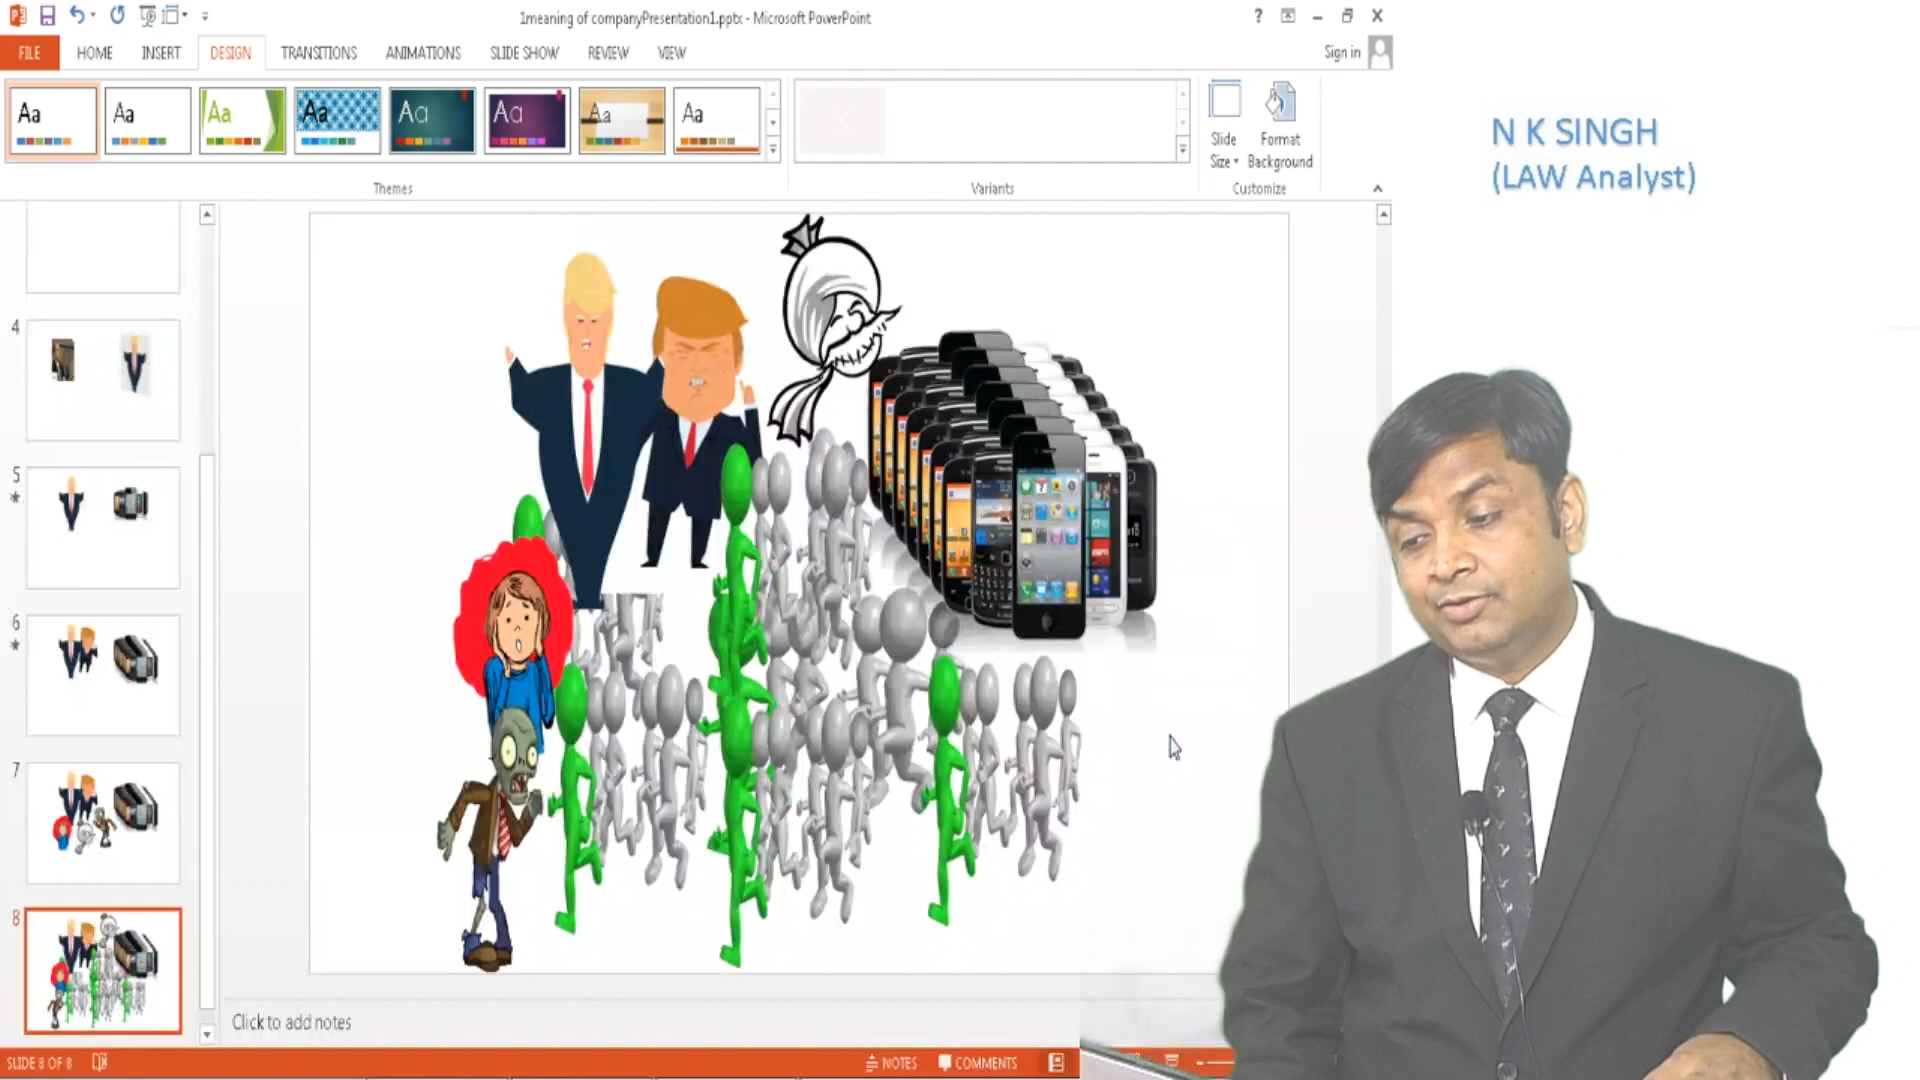 1meaning of companyPresentation1.pptx - Microsoft PowerPoint
?
FILE HOME INSERT DESIGN TRANSITIONS ANIMATIONS SLIDE SHOW REVIEW VIEW
Sign in
Aa Aa Aa Aa Aa Aa Aa Aa
Slide Size
Format Background
Themes
Variants
Customize
N K SINGH
(LAW Analyst)
4
5
6
7
8
Click to add notes
SLIDE 8 OF 8
NOTES
COMMENTS